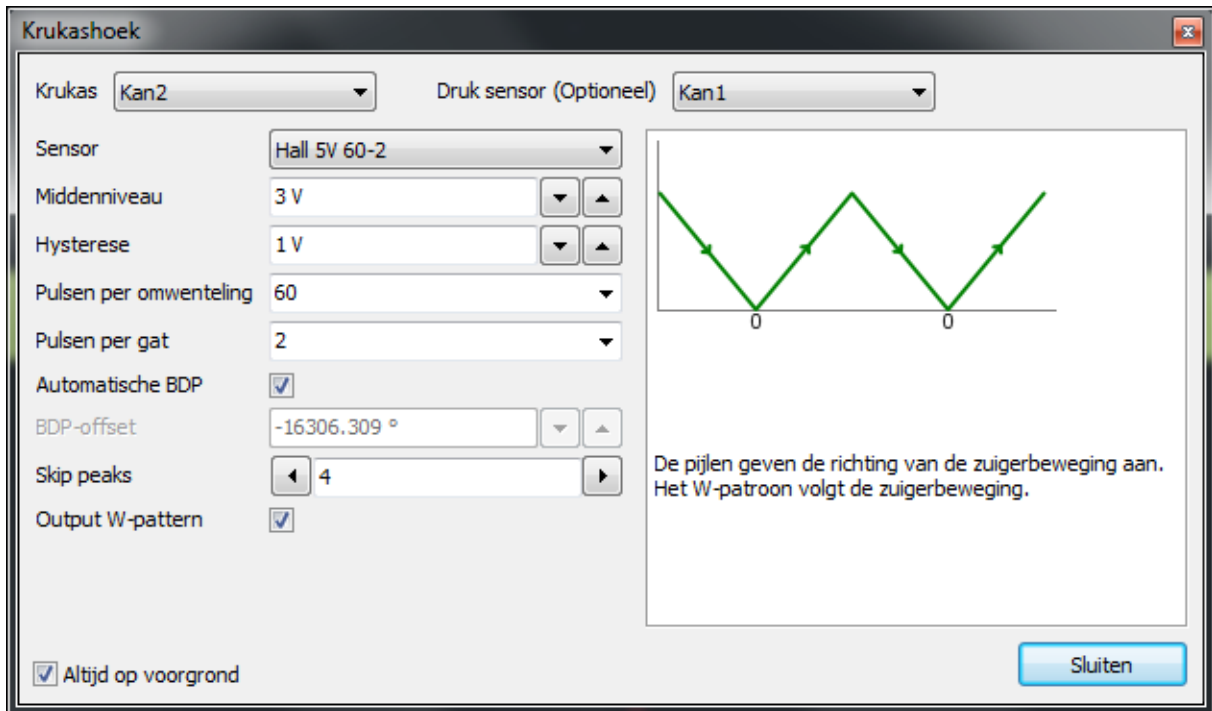 Krukashoek
Krukas Kan2 Druk sensor (Optioneel) Kan1
Sensor Hall 5V 60-2
Middenniveau 3 V
Hysterese 1 V
Pulsen per omwenteling 60
Pulsen per gat 2
Automatische BDP
BDP-offset -16306.309 °
Skip peaks 4
Output W-pattern
0 0
De pijlen geven de richting van de zuigerbeweging aan.
Het W-patroon volgt de zuigerbeweging.
Altijd op voorgrond
Sluiten